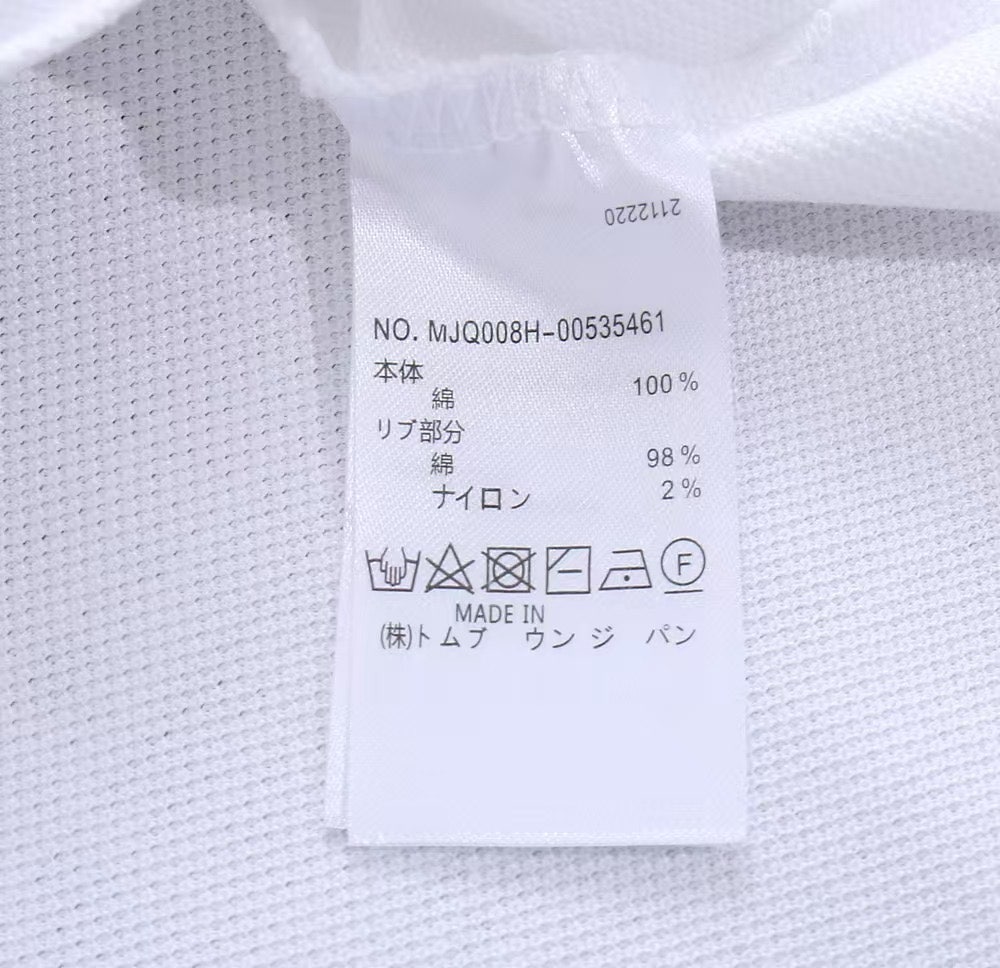 2112220
NO. MJQ008H-00535461
本体
綿 100%
リブ部分
綿 98%
ナイロン 2%
F
MADE IN
(株)トムブ ウン ジ パン